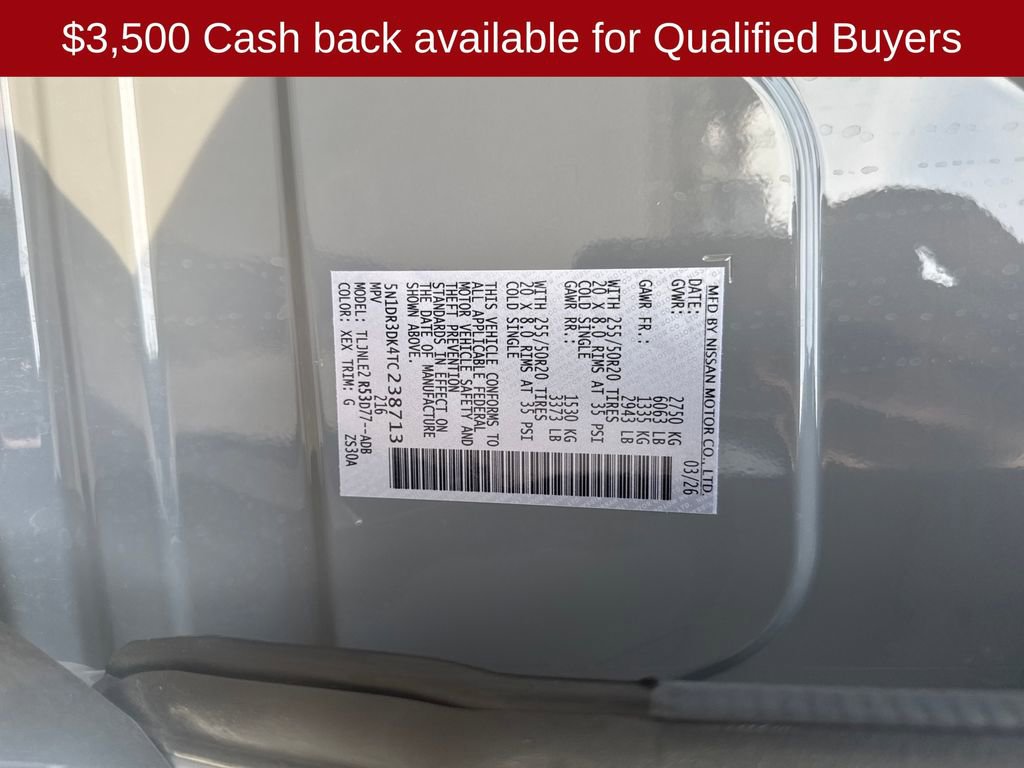 $3,500 Cash back available for Qualified Buyers
MFD BY NISSAN MOTOR CO., LTD.
DATE: 03/26
GVWR: 2750 KG
6063 LB
GAWR FR.: 1335 KG
2943 LB
WITH 255/50R20 TIRES
20 X 8.0 RIMS AT 35 PSI
COLD SINGLE
GAWR RR.: 1530 KG
3373 LB
WITH 255/50R20 TIRES
20 X 8.0 RIMS AT 35 PSI
COLD SINGLE
THIS VEHICLE CONFORMS TO
ALL APPLICABLE FEDERAL
MOTOR VEHICLE SAFETY AND
THEFT PREVENTION
STANDARDS IN EFFECT ON
THE DATE OF MANUFACTURE
SHOWN ABOVE.
5N1DR3DK4TC238713
MPV 216
MODEL: TLJNLE2 R53D77--ADB
COLOR: XEX TRIM: G ZS30A